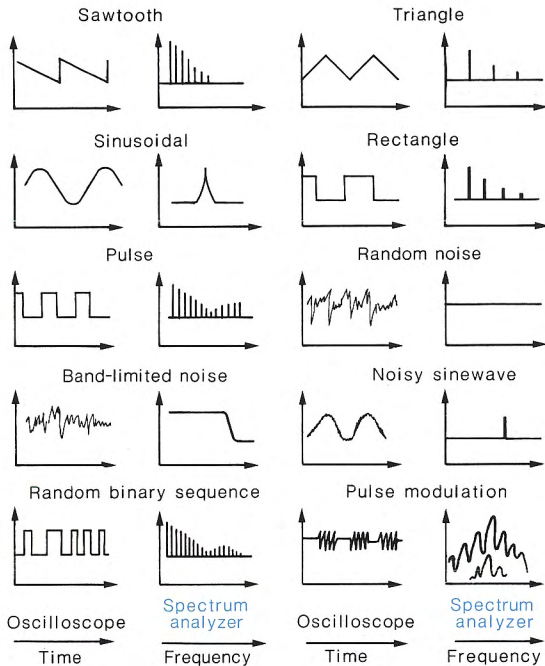 Sawtooth
Triangle
Sinusoidal
Rectangle
Pulse
Random noise
Band-limited noise
Noisy sinewave
Random binary sequence
Pulse modulation
Oscilloscope
Spectrum
analyzer
Oscilloscope
Spectrum
analyzer
Time
Frequency
Time
Frequency